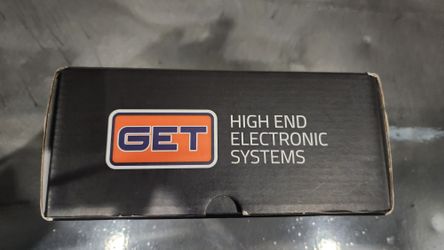 GET
HIGH END
ELECTRONIC
SYSTEMS